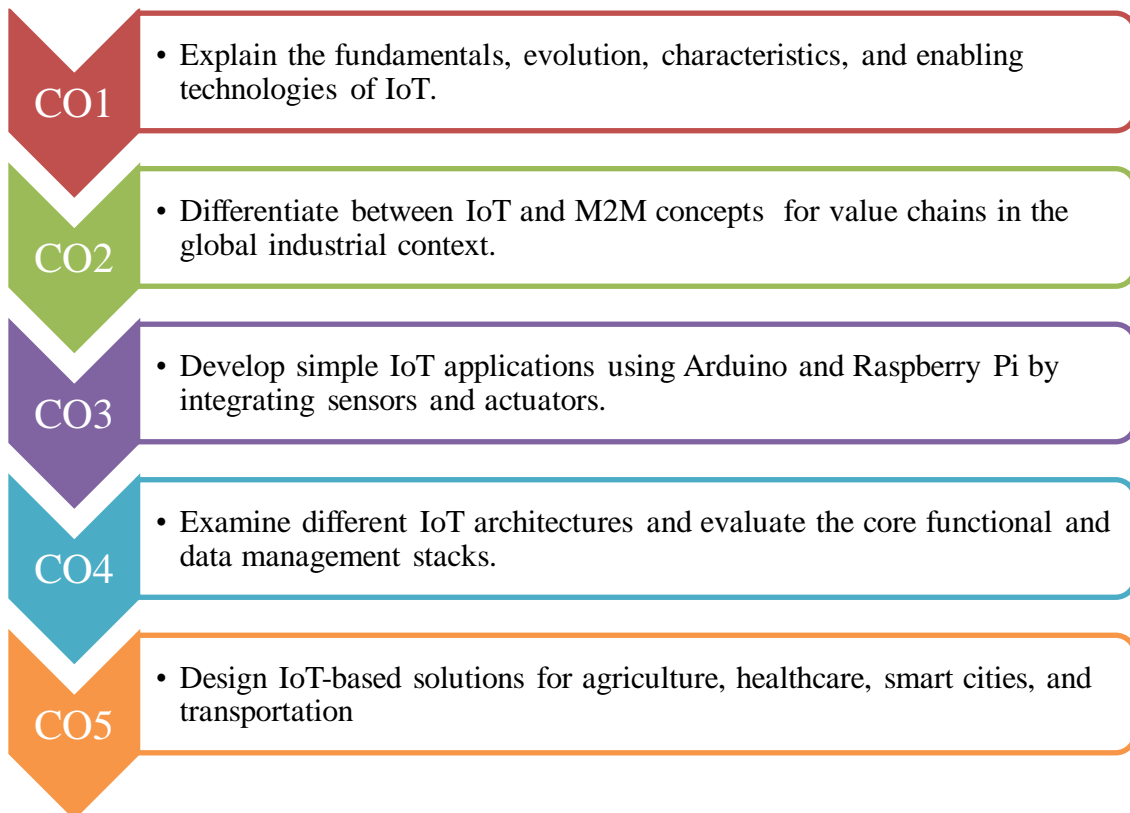 CO1
• Explain the fundamentals, evolution, characteristics, and enabling
technologies of IoT.
CO2
• Differentiate between IoT and M2M concepts for value chains in the
global industrial context.
CO3
• Develop simple IoT applications using Arduino and Raspberry Pi by
integrating sensors and actuators.
CO4
• Examine different IoT architectures and evaluate the core functional and
data management stacks.
CO5
• Design IoT-based solutions for agriculture, healthcare, smart cities, and
transportation